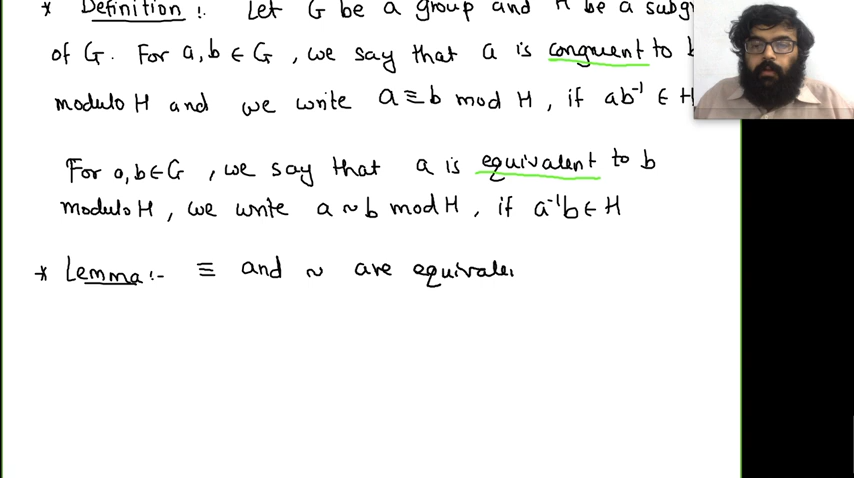 * Definition :. Let G be a group and H be a subgr
of G. For a, b ∈ G, we say that a is congruent to b
modulo H and we write a ≡ b mod H, if ab⁻¹ ∈ H
For a, b ∈ G, we say that a is equivalent to b
modulo H, we write a ~ b mod H, if a⁻¹b ∈ H
* Lemma :- ≡ and ~ are equivale